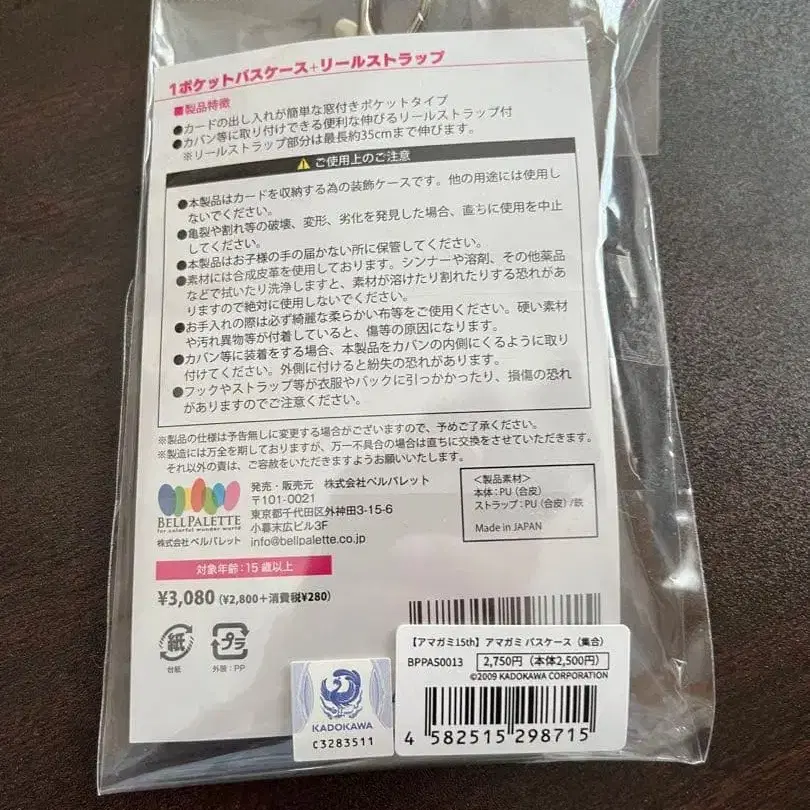 1ポケットパスケース+リールストラップ
■製品特徴
●カードの出し入れが簡単な窓付きポケットタイプ
●カバン等に取り付けできる便利な伸びるリールストラップ付
※リールストラップ部分は最長約35cmまで伸びます。
ご使用上のご注意
●本製品はカードを収納する為の装飾ケースです。他の用途には使用し
ないでください。
●亀裂や割れ等の破壊、変形、劣化を発見した場合、直ちに使用を中止
してください。
●本製品はお子様の手の届かない所に保管してください。
●素材には合成皮革を使用しております。シンナーや溶剤、その他薬品
などで拭いたり洗浄しますと、素材が溶けたり割れたりする恐れがあ
りますので絶対に使用しないでください。
●お手入れの際は必ず綺麗な柔らかい布等をご使用ください。硬い素材
や汚れ異物等が付着していると、傷等の原因になります。
●カバン等に装着をする場合、本製品をカバンの内側にくるように取り
付けてください。外側に付けると紛失の恐れがあります。
●フックやストラップ等が衣服やバックに引っかかったり、損傷の恐れ
がありますのでご注意ください。
※製品の仕様は予告無しに変更する場合がございますので、予めご了承ください。
※製造には万全を期しておりますが、万一不具合の場合は直ちに交換をさせていただきます。
それ以外の責は、ご容赦をいただきますようお願いいたします。
BELLPALETTE
for colorful wonder world
株式会社ベルパレット
発売・販売元 株式会社ベルパレット
〒101-0021
東京都千代田区外神田3-15-6
小暮末広ビル3F
info@bellpalette.co.jp
<製品素材>
本体:PU(合皮)
ストラップ:PU(合皮)/鉄
Made in JAPAN
対象年齢:15歳以上
¥3,080(¥2,800+消費税¥280)
紙
台紙
プラ
外装:PP
KADOKAWA
C3283511
【アマガミ15th】アマガミ パスケース(集合)
BPPAS0013 2,750円(本体2,500円)
©2009 KADOKAWA CORPORATION
4 582515 298715